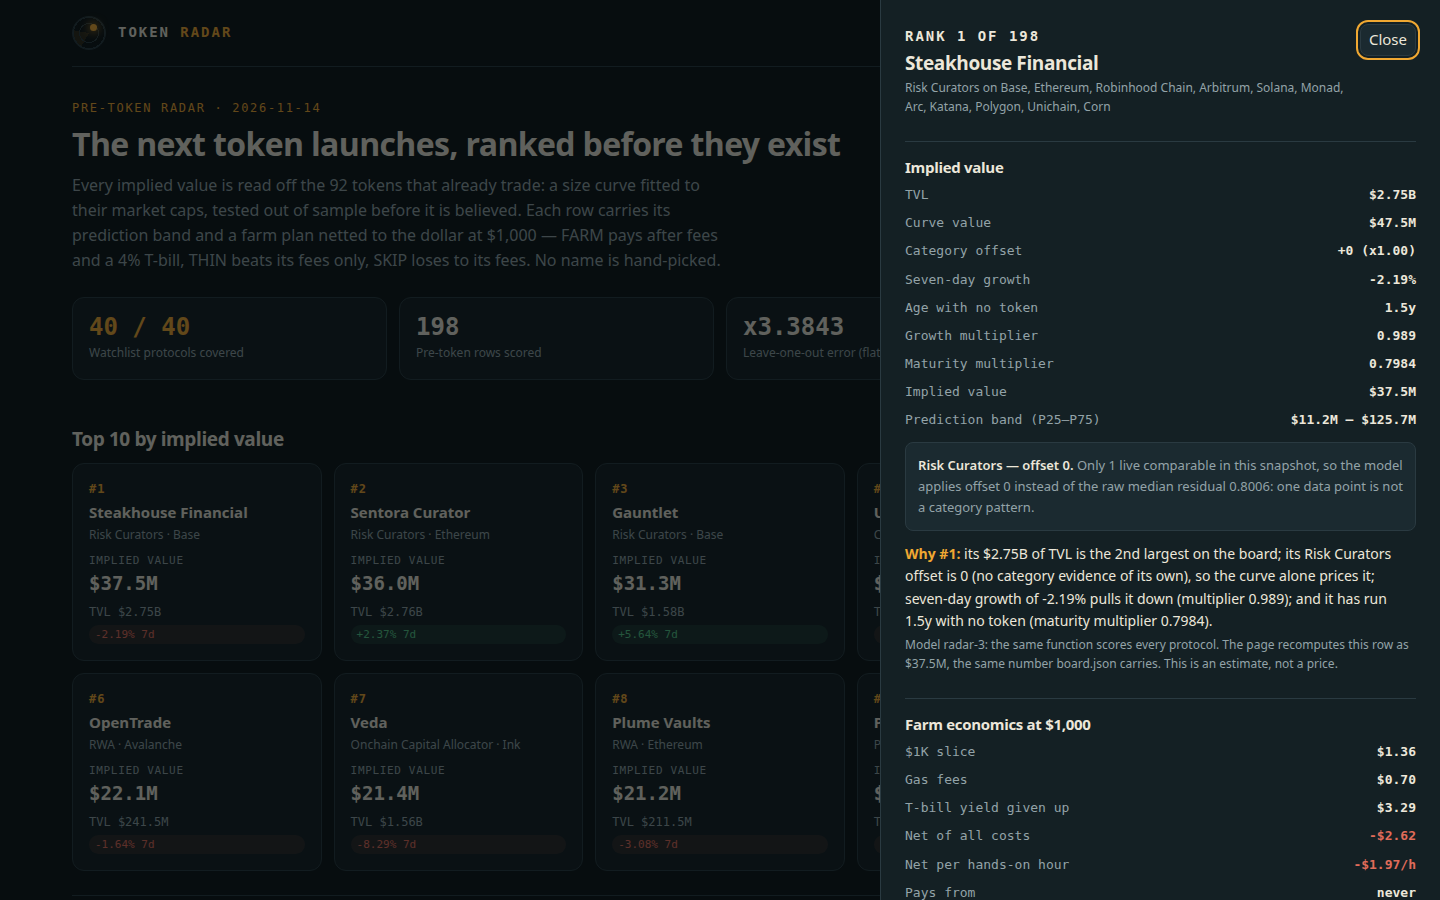 TOKEN RADAR
PRE-TOKEN RADAR · 2026-11-14
The next token launches, ranked before they exist
Every implied value is read off the 92 tokens that already trade: a size curve fitted to
their market caps, tested out of sample before it is believed. Each row carries its
prediction band and a farm plan netted to the dollar at $1,000 — FARM pays after fees
and a 4% T-bill, THIN beats its fees only, SKIP loses to its fees. No name is hand-picked.
40 / 40
Watchlist protocols covered
198
Pre-token rows scored
x3.3843
Leave-one-out error (flat
Top 10 by implied value
#1
Steakhouse Financial
Risk Curators · Base
IMPLIED VALUE
$37.5M
TVL $2.75B
-2.19% 7d
#2
Sentora Curator
Risk Curators · Ethereum
IMPLIED VALUE
$36.0M
TVL $2.76B
+2.37% 7d
#3
Gauntlet
Risk Curators · Base
IMPLIED VALUE
$31.3M
TVL $1.58B
+5.64% 7d
#6
OpenTrade
RWA · Avalanche
IMPLIED VALUE
$22.1M
TVL $241.5M
-1.64% 7d
#7
Veda
Onchain Capital Allocator · Ink
IMPLIED VALUE
$21.4M
TVL $1.56B
-8.29% 7d
#8
Plume Vaults
RWA · Ethereum
IMPLIED VALUE
$21.2M
TVL $211.5M
-3.08% 7d
RANK 1 OF 198
Close
Steakhouse Financial
Risk Curators on Base, Ethereum, Robinhood Chain, Arbitrum, Solana, Monad,
Arc, Katana, Polygon, Unichain, Corn
Implied value
TVL $2.75B
Curve value $47.5M
Category offset +0 (x1.00)
Seven-day growth -2.19%
Age with no token 1.5y
Growth multiplier 0.989
Maturity multiplier 0.7984
Implied value $37.5M
Prediction band (P25–P75) $11.2M — $125.7M
Risk Curators — offset 0. Only 1 live comparable in this snapshot, so the model
applies offset 0 instead of the raw median residual 0.8006: one data point is not
a category pattern.
Why #1: its $2.75B of TVL is the 2nd largest on the board; its Risk Curators
offset is 0 (no category evidence of its own), so the curve alone prices it;
seven-day growth of -2.19% pulls it down (multiplier 0.989); and it has run
1.5y with no token (maturity multiplier 0.7984).
Model radar-3: the same function scores every protocol. The page recomputes this row as
$37.5M, the same number board.json carries. This is an estimate, not a price.
Farm economics at $1,000
$1K slice $1.36
Gas fees $0.70
T-bill yield given up $3.29
Net of all costs -$2.62
Net per hands-on hour -$1.97/h
Pays from never